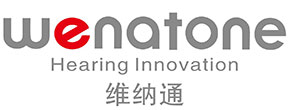 wenatone
Hearing Innovation
维纳通